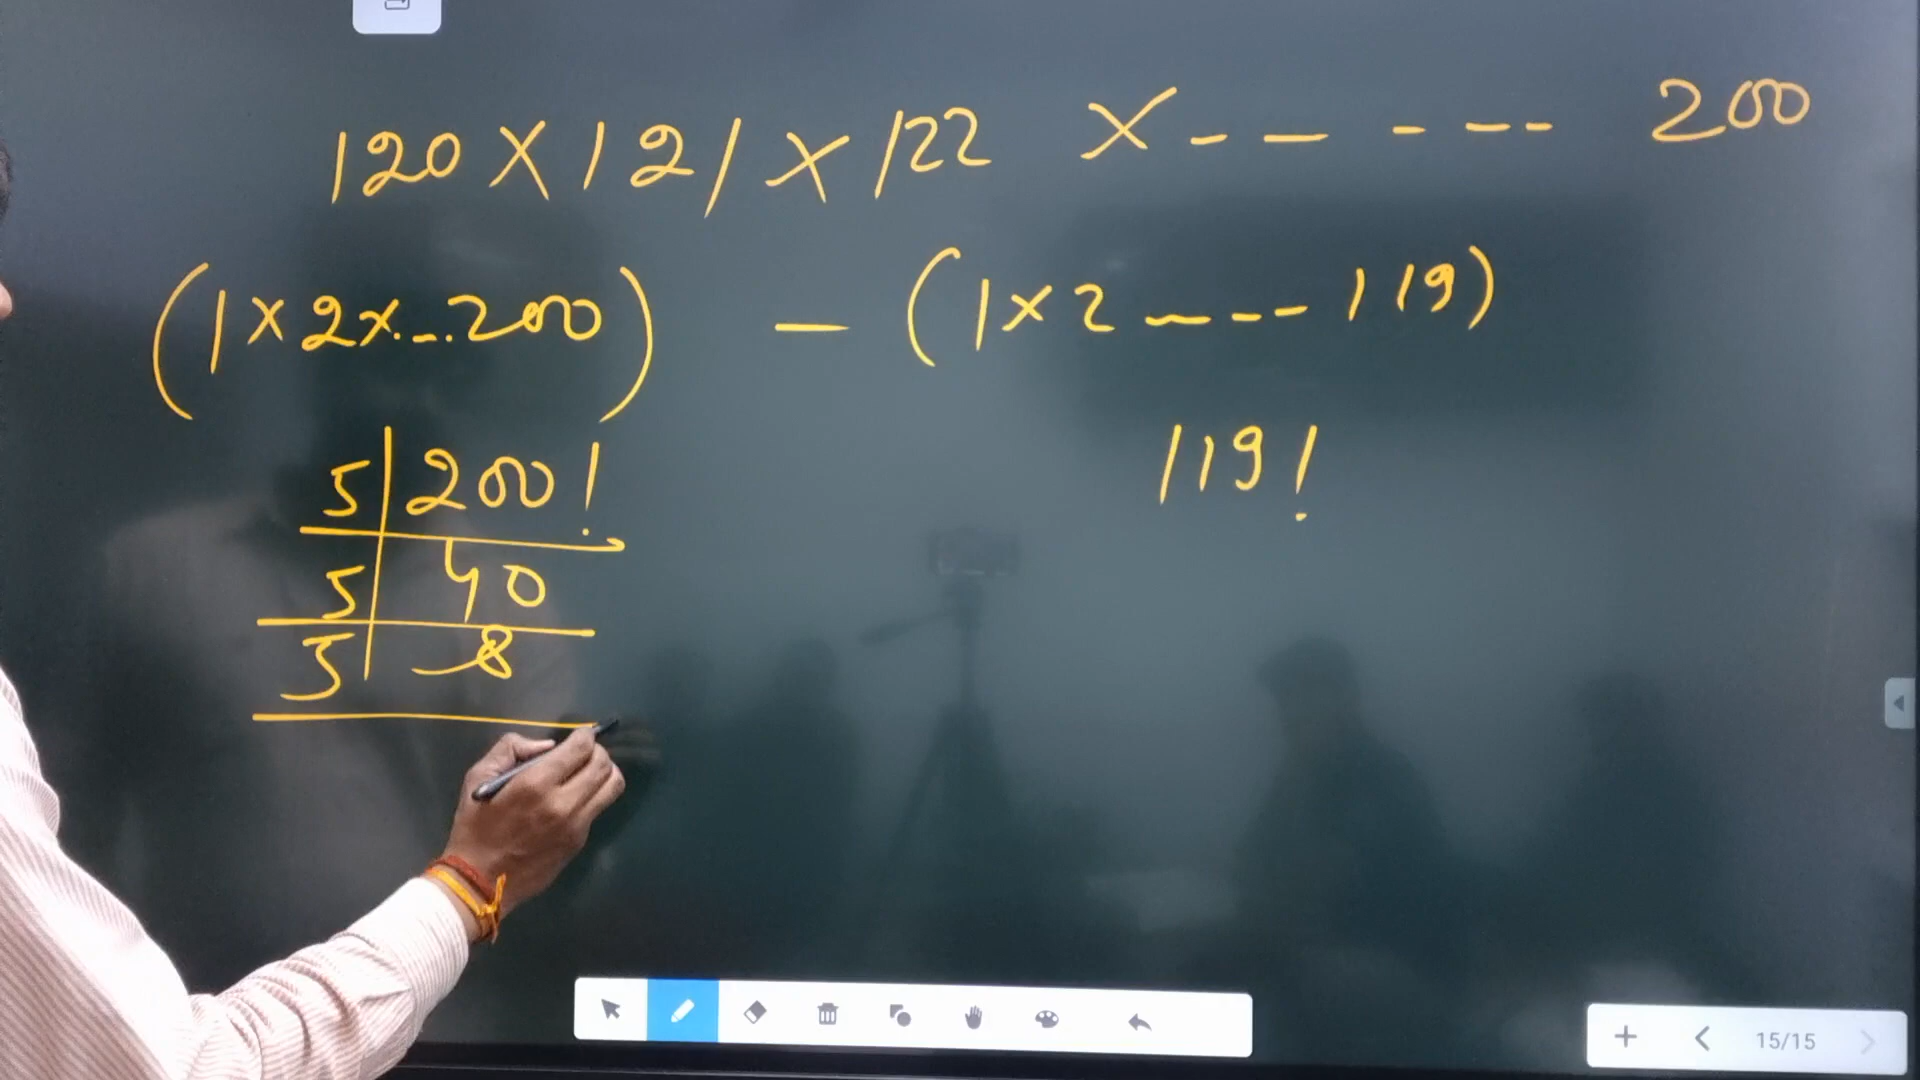 120 X 121 X 122 X - - - - - 200
(1 X 2 X .. - .. 200) - (1 X 2 - - - - 119)
5 | 200! 119!
5 | 40
5 | 8
15/15